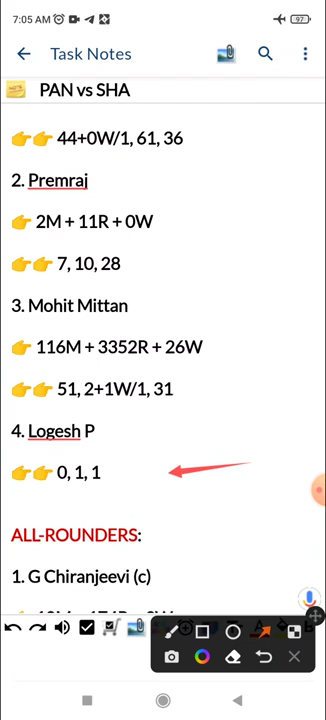 7:05 AM
97
Task Notes
PAN vs SHA
44+0W/1, 61, 36
2. Premraj
2M + 11R + 0W
7, 10, 28
3. Mohit Mittan
116M + 3352R + 26W
51, 2+1W/1, 31
4. Logesh P
0, 1, 1
ALL-ROUNDERS:
1. G Chiranjeevi (c)